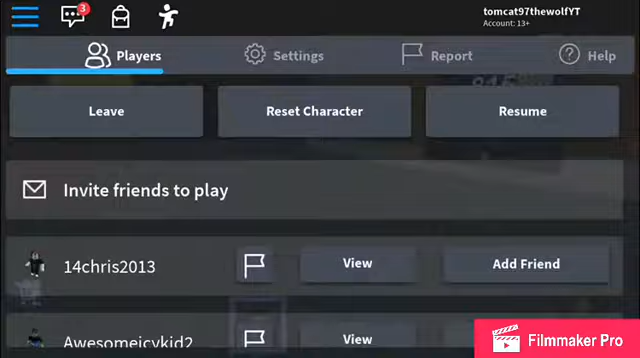 3
tomcat97thewolfYT
Account: 13+
Players
Settings
Report
? Help
Leave
Reset Character
Resume
Invite friends to play
14chris2013
View
Add Friend
Awesomeicykid2
View
Filmmaker Pro